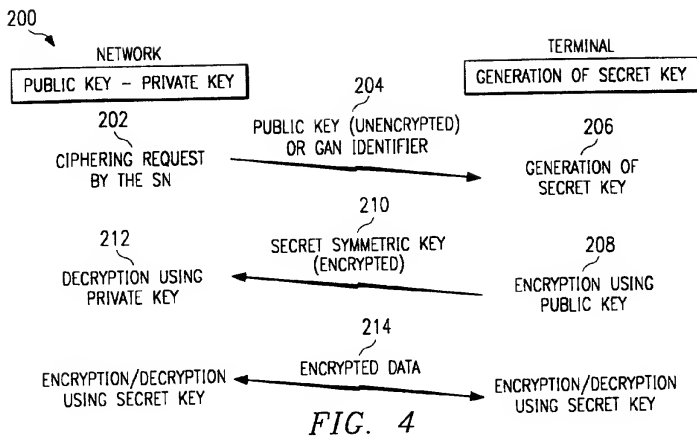 200
NETWORK
TERMINAL
PUBLIC KEY - PRIVATE KEY
GENERATION OF SECRET KEY
202
CIPHERING REQUEST
BY THE SN
204
PUBLIC KEY (UNENCRYPTED)
OR GAN IDENTIFIER
206
GENERATION OF
SECRET KEY
212
DECRYPTION USING
PRIVATE KEY
210
SECRET SYMMETRIC KEY
(ENCRYPTED)
208
ENCRYPTION USING
PUBLIC KEY
214
ENCRYPTED DATA
ENCRYPTION/DECRYPTION
USING SECRET KEY
ENCRYPTION/DECRYPTION
USING SECRET KEY
FIG. 4